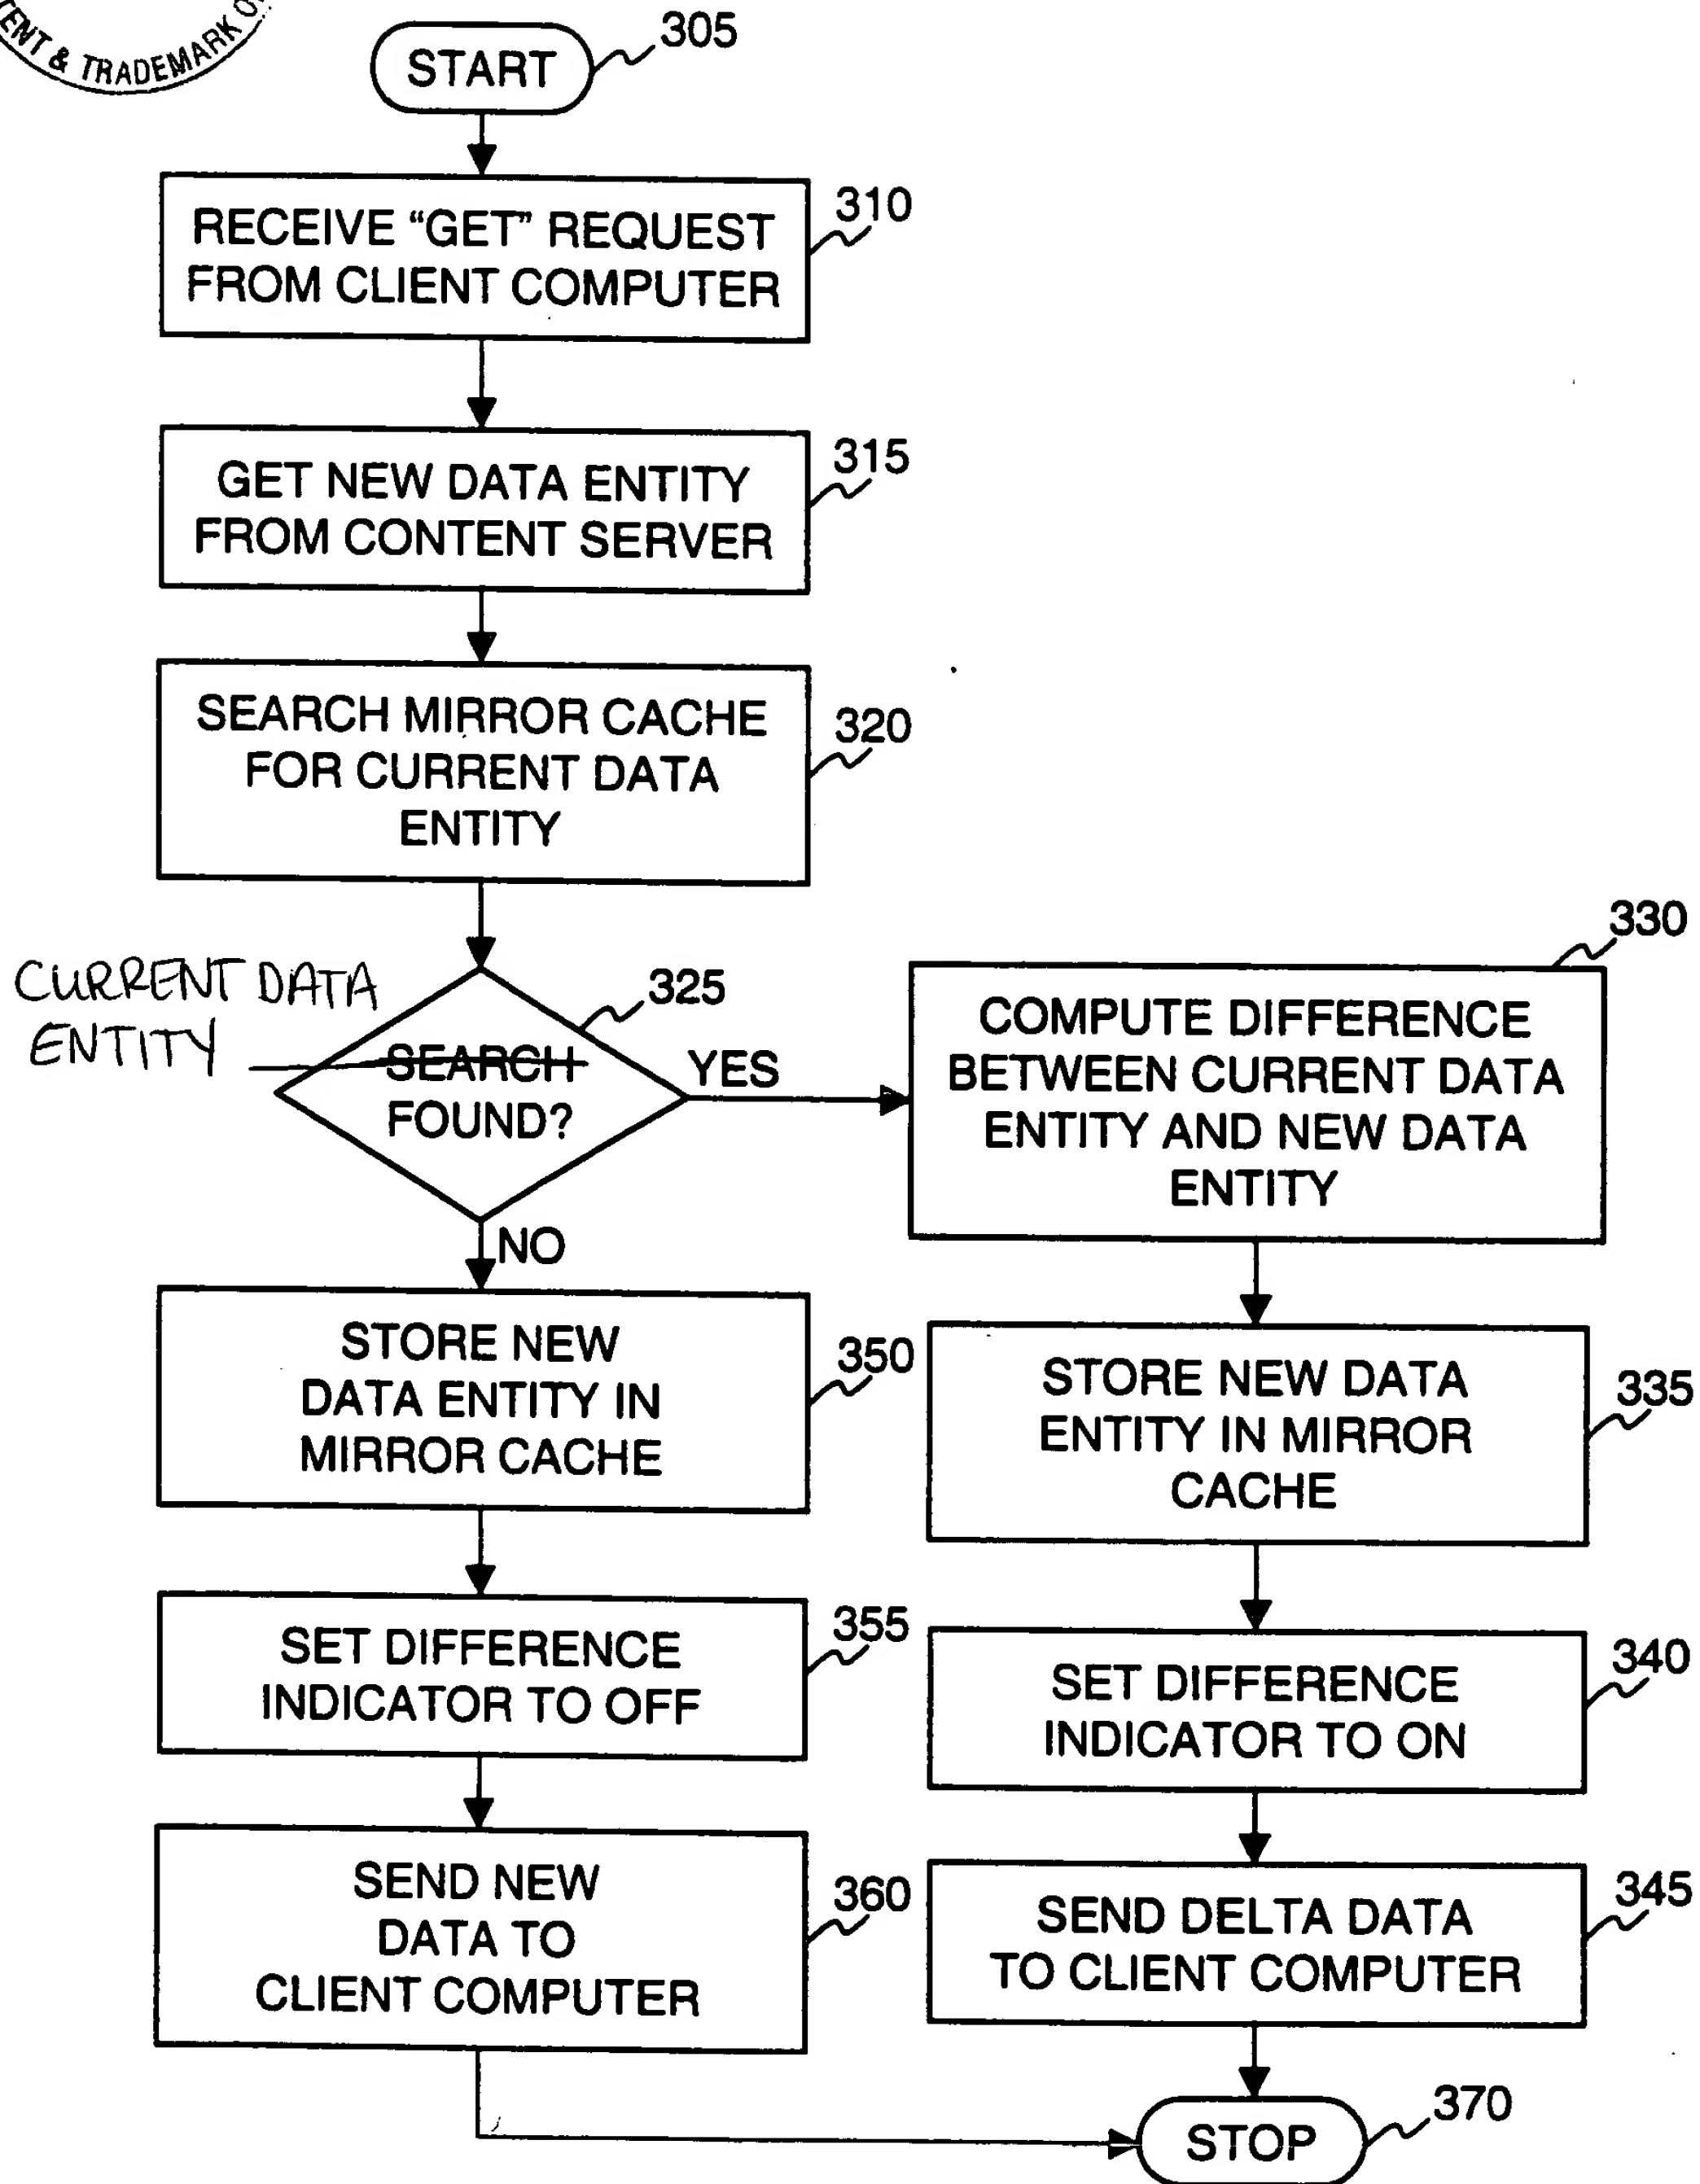 TENT & TRADEMARK
START
305
RECEIVE “GET” REQUEST
FROM CLIENT COMPUTER
310
GET NEW DATA ENTITY
FROM CONTENT SERVER
315
SEARCH MIRROR CACHE
FOR CURRENT DATA
ENTITY
320
CURRENT DATA
ENTITY
325
SEARCH
FOUND?
YES
NO
330
COMPUTE DIFFERENCE
BETWEEN CURRENT DATA
ENTITY AND NEW DATA
ENTITY
STORE NEW
DATA ENTITY IN
MIRROR CACHE
350
STORE NEW DATA
ENTITY IN MIRROR
CACHE
335
SET DIFFERENCE
INDICATOR TO OFF
355
SET DIFFERENCE
INDICATOR TO ON
340
SEND NEW
DATA TO
CLIENT COMPUTER
360
SEND DELTA DATA
TO CLIENT COMPUTER
345
STOP
370